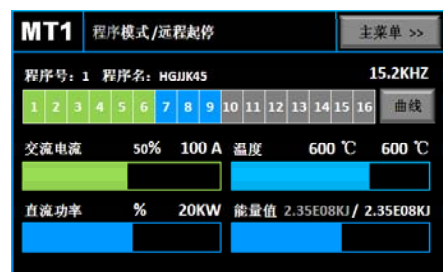 MT1 程序模式/远程起停 主菜单 >>
程序号: 1 程序名: HGJJK45 15.2KHZ
1 2 3 4 5 6 7 8 9 10 11 12 13 14 15 16 曲线
交流电流 50% 100 A 温度 600 ℃ 600 ℃
直流功率 % 20KW 能量值 2.35E08KJ / 2.35E08KJ